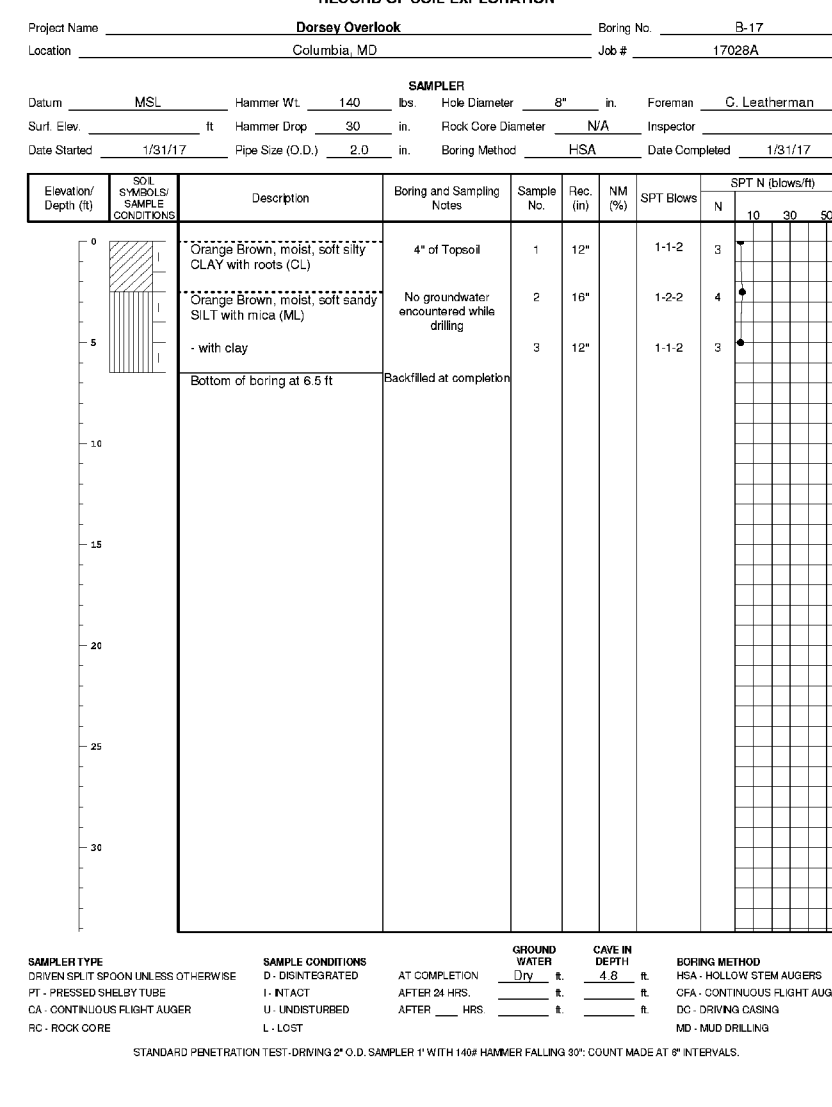 RECORD OF SOIL EXPLORATION
Project Name Dorsey Overlook Boring No. B-17
Location Columbia, MD Job # 17028A
SAMPLER
Datum MSL Hammer Wt. 140 lbs. Hole Diameter 8" in. Foreman C. Leatherman
Surf. Elev. ft Hammer Drop 30 in. Rock Core Diameter N/A Inspector
Date Started 1/31/17 Pipe Size (O.D.) 2.0 in. Boring Method HSA Date Completed 1/31/17
Elevation/ Depth (ft) SOIL SYMBOLS/ SAMPLE CONDITIONS Description Boring and Sampling Notes Sample No. Rec. (in) NM (%) SPT Blows SPT N (blows/ft)
N 10 30 50
0
Orange Brown, moist, soft silty 4" of Topsoil 1 12" 1-1-2 3
CLAY with roots (CL)
I
Orange Brown, moist, soft sandy No groundwater 2 16" 1-2-2 4
SILT with mica (ML) encountered while
I drilling
5 - with clay 3 12" 1-1-2 3
I
Bottom of boring at 6.5 ft Backfilled at completion
10
15
20
25
30
GROUND WATER CAVE IN DEPTH
SAMPLER TYPE SAMPLE CONDITIONS BORING METHOD
DRIVEN SPLIT SPOON UNLESS OTHERWISE D - DISINTEGRATED AT COMPLETION Dry ft. 4.8 ft. HSA - HOLLOW STEM AUGERS
PT - PRESSED SHELBY TUBE I - INTACT AFTER 24 HRS. ft. ft. CFA - CONTINUOUS FLIGHT AUG
CA - CONTINUOUS FLIGHT AUGER U - UNDISTURBED AFTER HRS. ft. ft. DC - DRIVING CASING
RC - ROCK CORE L - LOST MD - MUD DRILLING
STANDARD PENETRATION TEST-DRIVING 2" O.D. SAMPLER 1' WITH 140# HAMMER FALLING 30": COUNT MADE AT 6" INTERVALS.